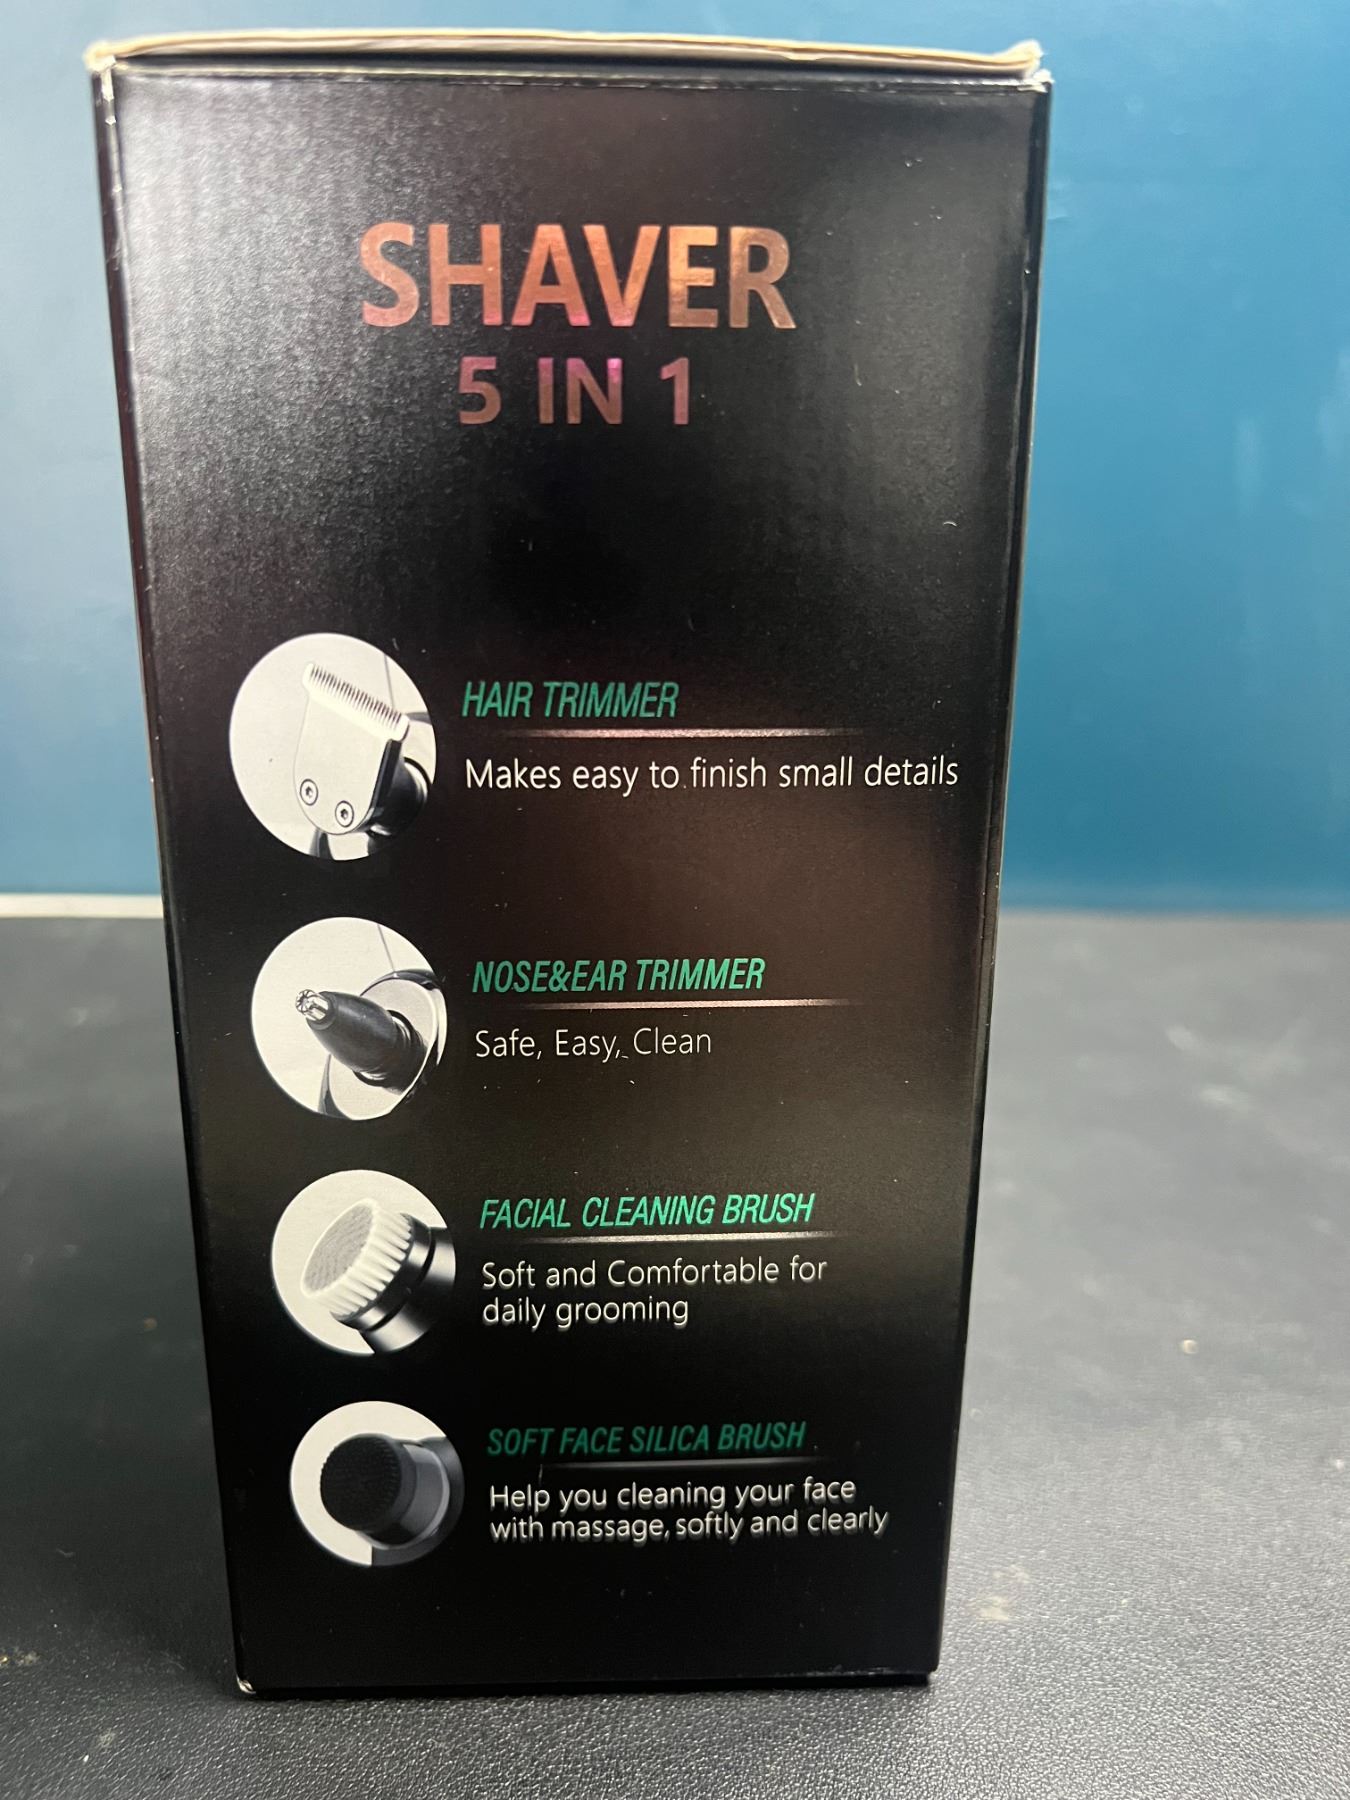 SHAVER
5 IN 1
HAIR TRIMMER
Makes easy to finish small details
NOSE&EAR TRIMMER
Safe, Easy, Clean
FACIAL CLEANING BRUSH
Soft and Comfortable for
daily grooming
SOFT FACE SILICA BRUSH
Help you cleaning your face
with massage, softly and clearly